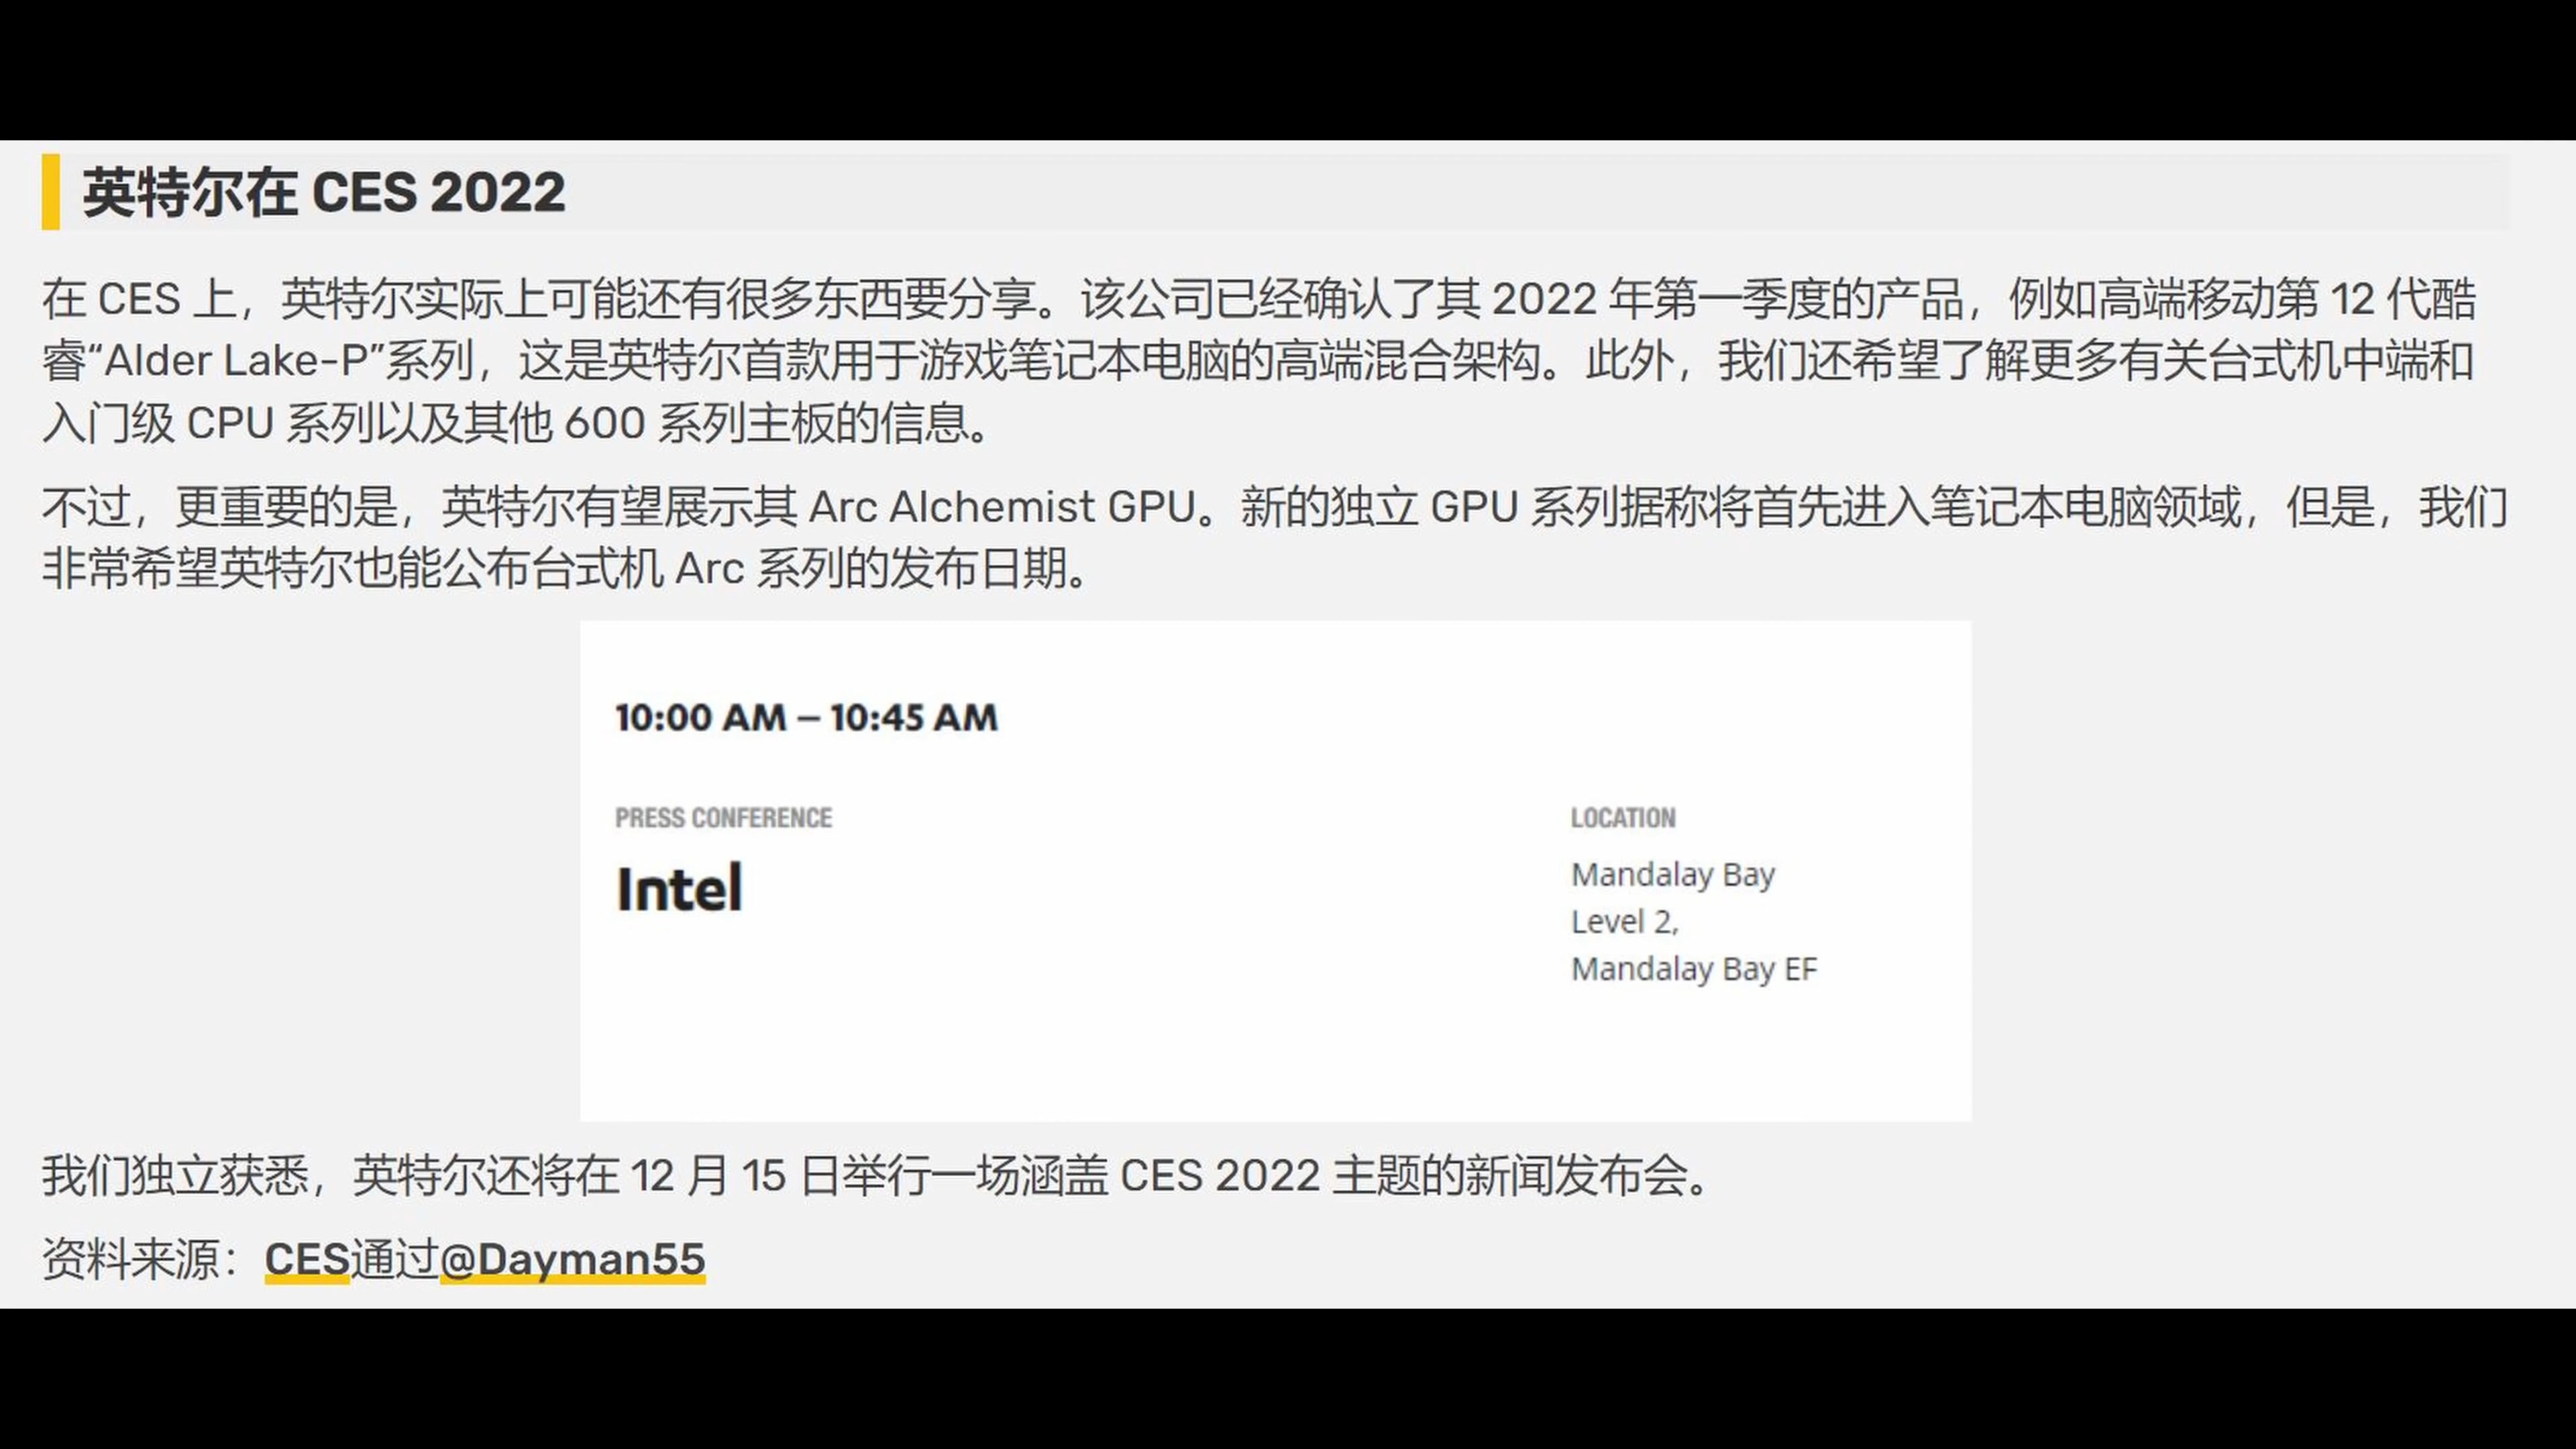 英特尔在 CES 2022
在 CES 上，英特尔实际上可能还有很多东西要分享。该公司已经确认了其 2022 年第一季度的产品，例如高端移动第 12 代酷
睿“Alder Lake-P”系列，这是英特尔首款用于游戏笔记本电脑的高端混合架构。此外，我们还希望了解更多有关台式机中端和
入门级 CPU 系列以及其他 600 系列主板的信息。
不过，更重要的是，英特尔有望展示其 Arc Alchemist GPU。新的独立 GPU 系列据称将首先进入笔记本电脑领域，但是，我们
非常希望英特尔也能公布台式机 Arc 系列的发布日期。
10:00 AM – 10:45 AM
PRESS CONFERENCE
Intel
LOCATION
Mandalay Bay
Level 2,
Mandalay Bay EF
我们独立获悉，英特尔还将在 12 月 15 日举行一场涵盖 CES 2022 主题的新闻发布会。
资料来源：CES通过@Dayman55